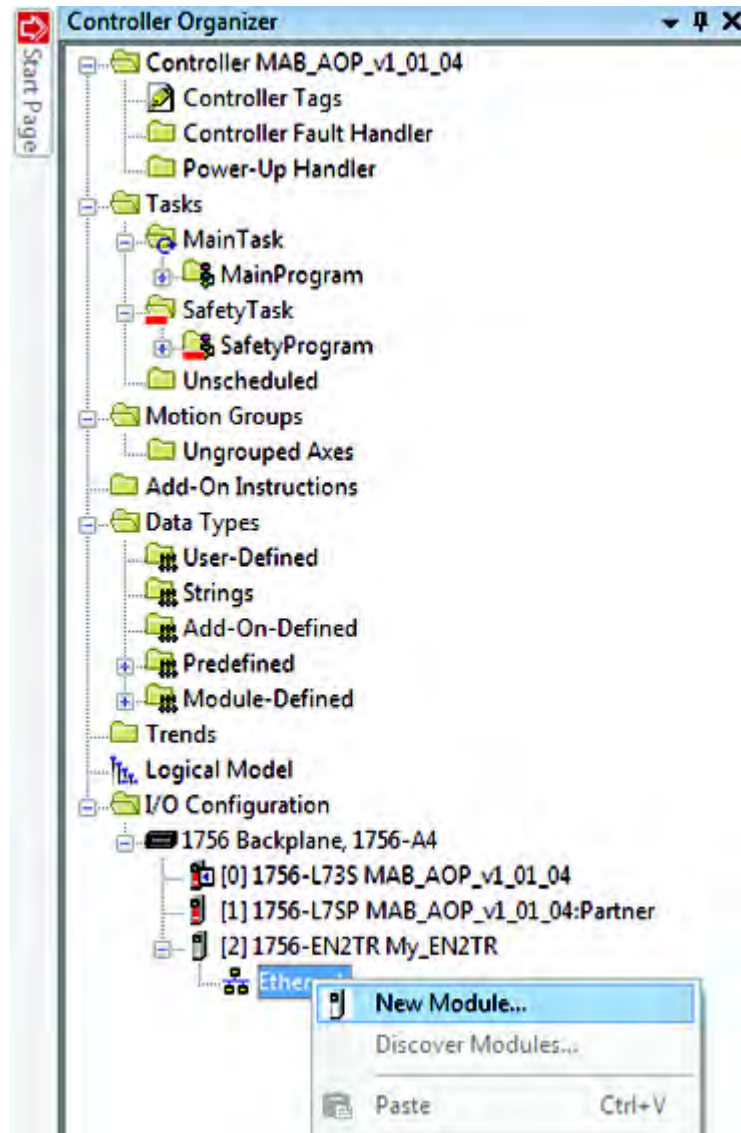 Start Page
Controller Organizer
Controller MAB_AOP_v1_01_04
Controller Tags
Controller Fault Handler
Power-Up Handler
Tasks
MainTask
MainProgram
SafetyTask
SafetyProgram
Unscheduled
Motion Groups
Ungrouped Axes
Add-On Instructions
Data Types
User-Defined
Strings
Add-On-Defined
Predefined
Module-Defined
Trends
Logical Model
I/O Configuration
1756 Backplane, 1756-A4
[0] 1756-L73S MAB_AOP_v1_01_04
[1] 1756-L7SP MAB_AOP_v1_01_04:Partner
[2] 1756-EN2TR My_EN2TR
New Module...
Discover Modules...
Paste Ctrl+V